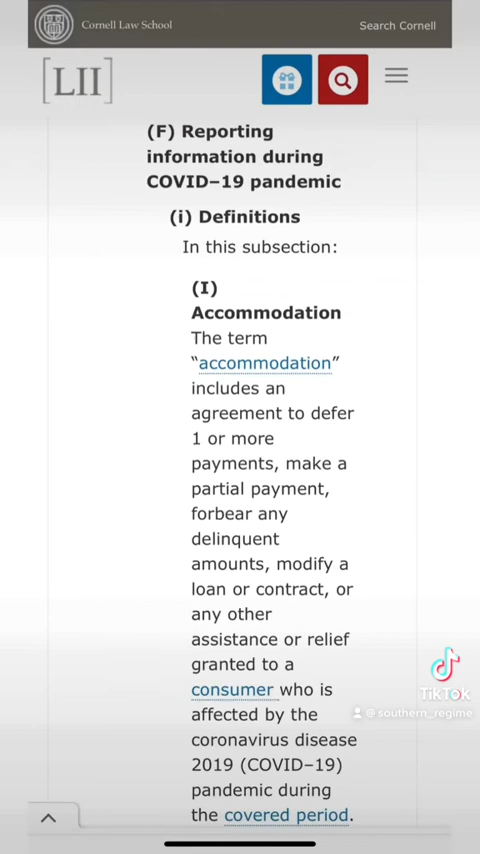 Cornell Law School
Search Cornell
[LII]
(F) Reporting
information during
COVID–19 pandemic
(i) Definitions
In this subsection:
(I)
Accommodation
The term
“accommodation”
includes an
agreement to defer
1 or more
payments, make a
partial payment,
forbear any
delinquent
amounts, modify a
loan or contract, or
any other
assistance or relief
granted to a
consumer who is
affected by the
coronavirus disease
2019 (COVID–19)
pandemic during
the covered period.
TikTok
@southern_regime